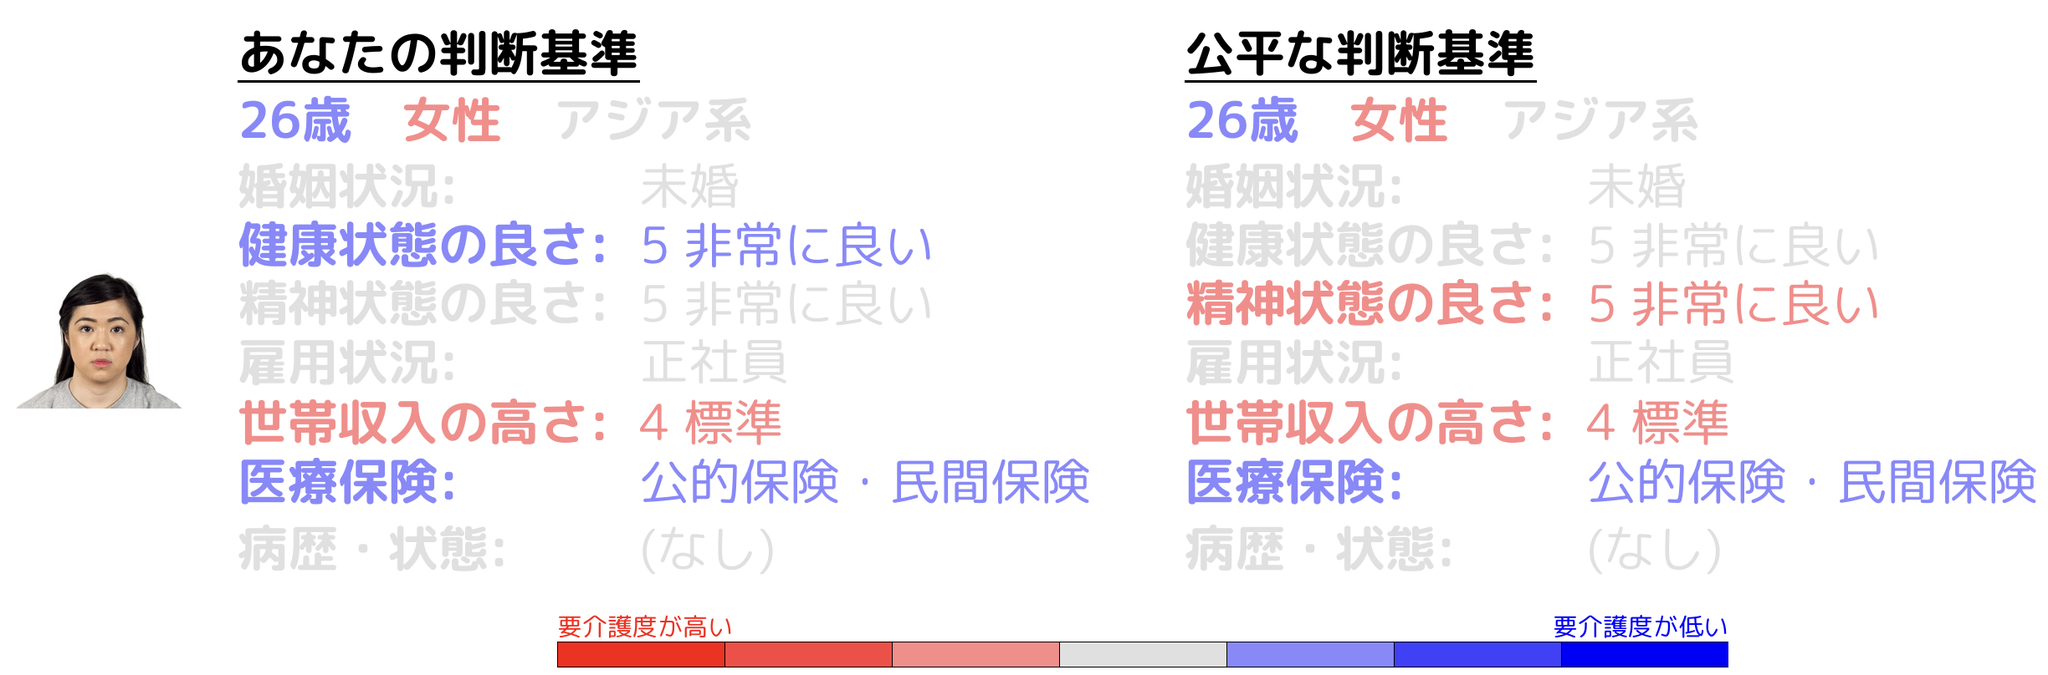 あなたの判断基準
26歳 女性 アジア系
婚姻状況: 未婚
健康状態の良さ: 5 非常に良い
精神状態の良さ: 5 非常に良い
雇用状況: 正社員
世帯収入の高さ: 4 標準
医療保険: 公的保険・民間保険
病歴・状態: (なし)
公平な判断基準
26歳 女性 アジア系
婚姻状況: 未婚
健康状態の良さ: 5 非常に良い
精神状態の良さ: 5 非常に良い
雇用状況: 正社員
世帯収入の高さ: 4 標準
医療保険: 公的保険・民間保険
病歴・状態: (なし)
要介護度が高い
要介護度が低い